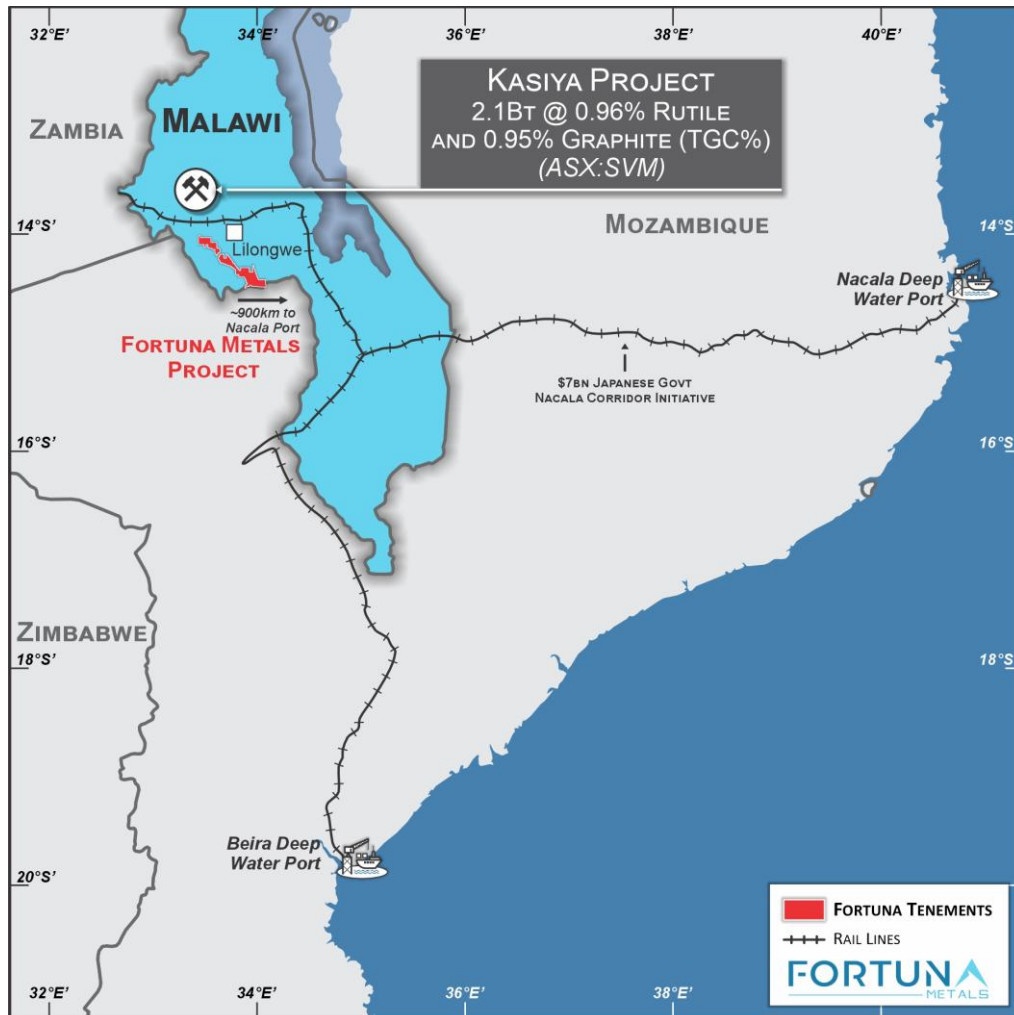 32°E’
34°E’
36°E’
38°E’
40°E’
KASIYA PROJECT
2.1BT @ 0.96% RUTILE
AND 0.95% GRAPHITE (TGC%)
(ASX:SVM)
ZAMBIA
MALAWI
MOZAMBIQUE
14°S’
14°S’
Lilongwe
Nacala Deep
Water Port
~900km to
Nacala Port
FORTUNA METALS
PROJECT
$7BN JAPANESE GOVT
NACALA CORRIDOR INITIATIVE
16°S’
16°S’
ZIMBABWE
18°S’
18°S’
Beira Deep
Water Port
20°S’
FORTUNA TENEMENTS
RAIL LINES
FORTUNA
METALS
32°E’
34°E’
36°E’
38°E’